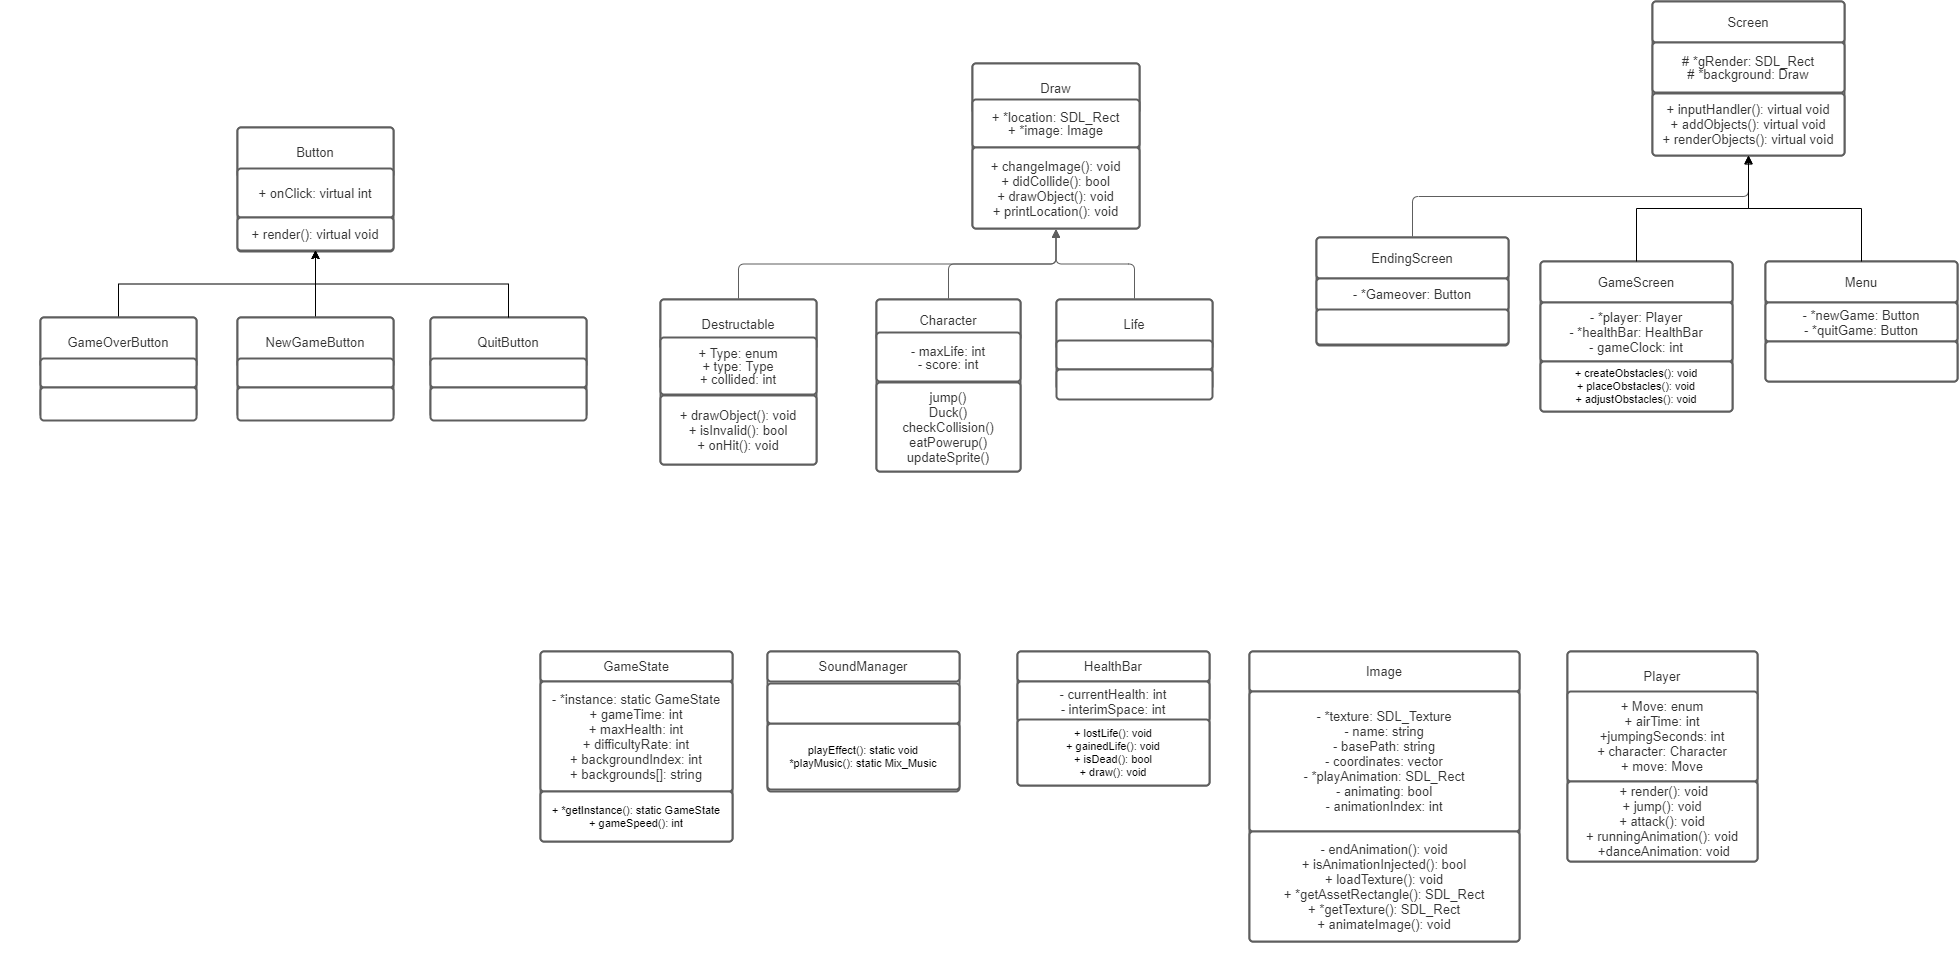 Screen
# *gRender: SDL_Rect
# *background: Draw
+ inputHandler(): virtual void
+ addObjects(): virtual void
+ renderObjects(): virtual void
Draw
+ *location: SDL_Rect
+ *image: Image
+ changeImage(): void
+ didCollide(): bool
+ drawObject(): void
+ printLocation(): void
Button
+ onClick: virtual int
+ render(): virtual void
GameOverButton
NewGameButton
QuitButton
Destructable
+ Type: enum
+ type: Type
+ collided: int
+ drawObject(): void
+ isInvalid(): bool
+ onHit(): void
Character
- maxLife: int
- score: int
jump()
Duck()
checkCollision()
eatPowerup()
updateSprite()
Life
EndingScreen
- *Gameover: Button
GameScreen
- *player: Player
- *healthBar: HealthBar
- gameClock: int
+ createObstacles(): void
+ placeObstacles(): void
+ adjustObstacles(): void
Menu
- *newGame: Button
- *quitGame: Button
GameState
- *instance: static GameState
+ gameTime: int
+ maxHealth: int
+ difficultyRate: int
+ backgroundIndex: int
+ backgrounds[]: string
+ *getInstance(): static GameState
+ gameSpeed(): int
SoundManager
playEffect(): static void
*playMusic(): static Mix_Music
HealthBar
- currentHealth: int
- interimSpace: int
+ lostLife(): void
+ gainedLife(): void
+ isDead(): bool
+ draw(): void
Image
- *texture: SDL_Texture
- name: string
- basePath: string
- coordinates: vector
- *playAnimation: SDL_Rect
- animating: bool
- animationIndex: int
- endAnimation(): void
+ isAnimationInjected(): bool
+ loadTexture(): void
+ *getAssetRectangle(): SDL_Rect
+ *getTexture(): SDL_Rect
+ animateImage(): void
Player
+ Move: enum
+ airTime: int
+jumpingSeconds: int
+ character: Character
+ move: Move
+ render(): void
+ jump(): void
+ attack(): void
+ runningAnimation(): void
+danceAnimation: void